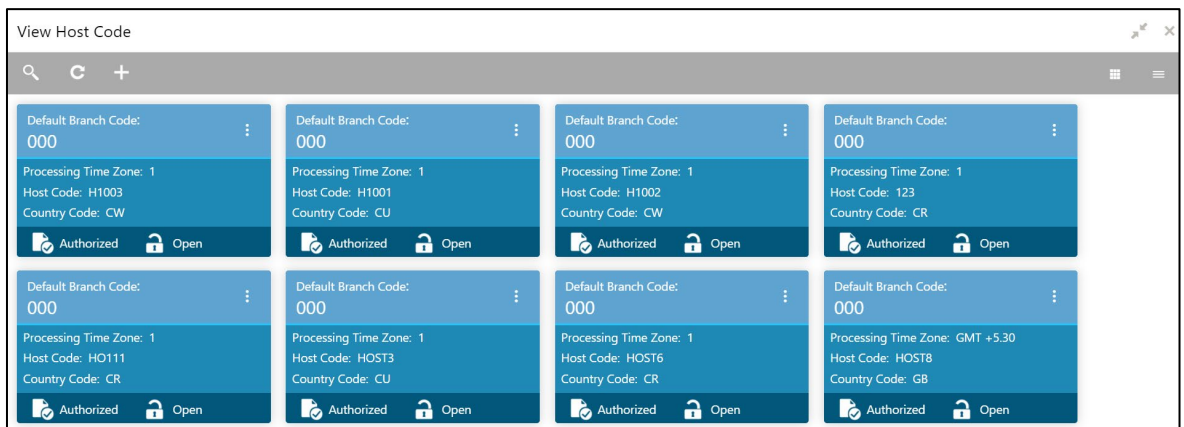 View Host Code
Default Branch Code:
000
Processing Time Zone: 1
Host Code: H1003
Country Code: CW
Authorized Open
Default Branch Code:
000
Processing Time Zone: 1
Host Code: H1001
Country Code: CU
Authorized Open
Default Branch Code:
000
Processing Time Zone: 1
Host Code: H1002
Country Code: CW
Authorized Open
Default Branch Code:
000
Processing Time Zone: 1
Host Code: 123
Country Code: CR
Authorized Open
Default Branch Code:
000
Processing Time Zone: 1
Host Code: HO111
Country Code: CR
Authorized Open
Default Branch Code:
000
Processing Time Zone: 1
Host Code: HOST3
Country Code: CU
Authorized Open
Default Branch Code:
000
Processing Time Zone: 1
Host Code: HOST6
Country Code: CR
Authorized Open
Default Branch Code:
000
Processing Time Zone: GMT +5.30
Host Code: HOST8
Country Code: GB
Authorized Open